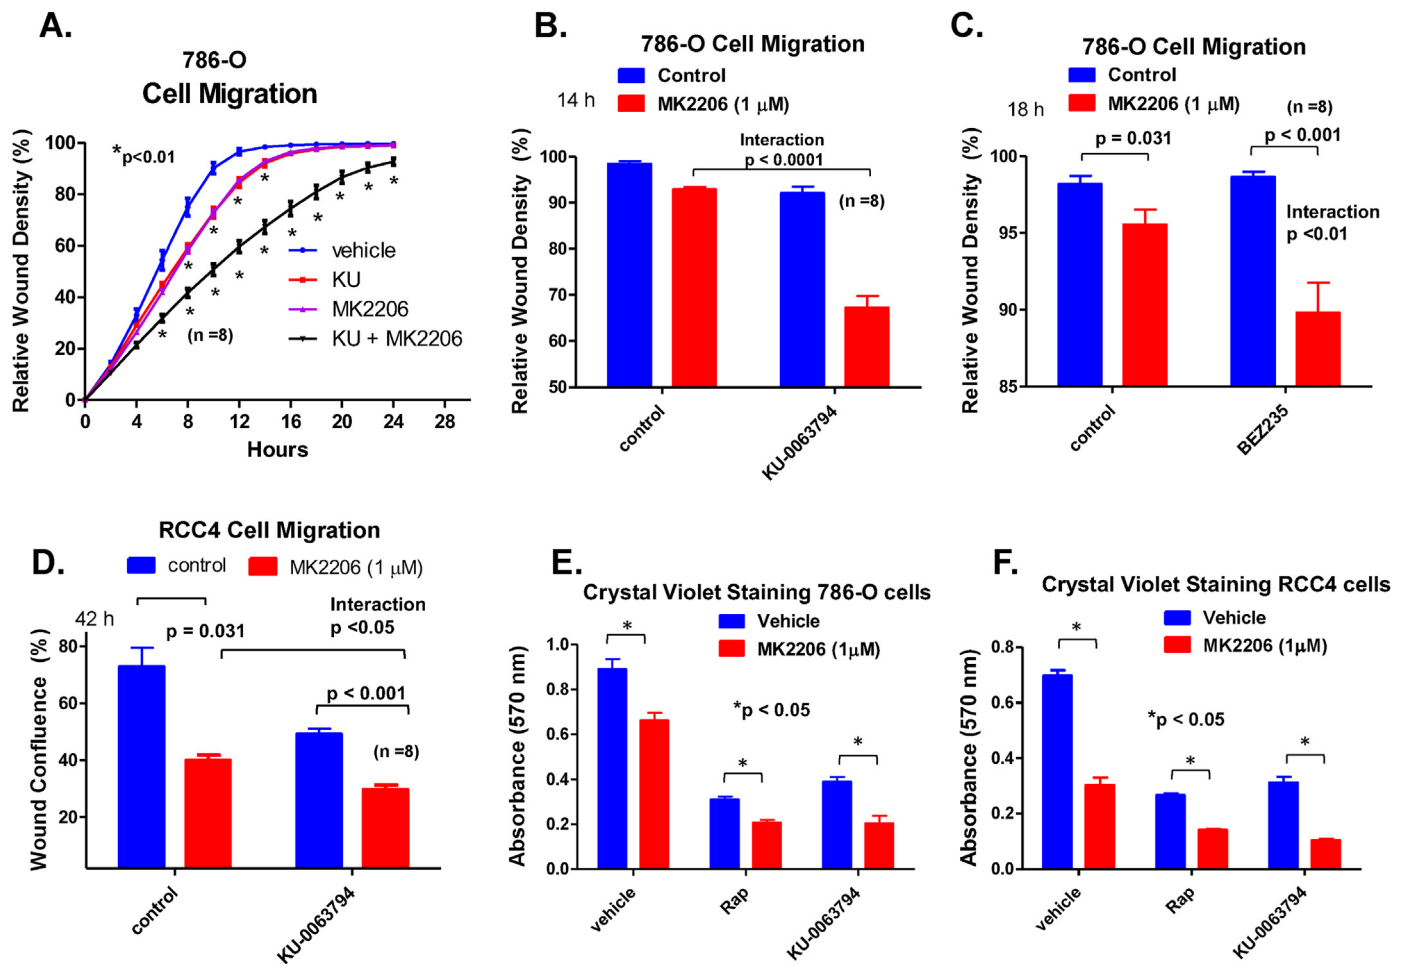 A.
786-O
Cell Migration
*p<0.01
Relative Wound Density (%)
100
80
60
40
20
0
vehicle
KU
MK2206
KU + MK2206
* * * * * * * * * * * * * *
(n =8)
0 4 8 12 16 20 24 28
Hours
B.
786-O Cell Migration
Control
MK2206 (1 μM)
14 h
Interaction
p < 0.0001
(n =8)
Relative Wound Density (%)
100
90
80
70
60
50
control
KU-0063794
C.
786-O Cell Migration
Control
MK2206 (1 μM)
18 h
(n =8)
p = 0.031
p < 0.001
Interaction
p <0.01
Relative Wound Density (%)
100
95
90
85
control
BEZ235
D.
RCC4 Cell Migration
control
MK2206 (1 μM)
42 h
Interaction
p <0.05
p = 0.031
p < 0.001
(n =8)
Wound Confluence (%)
80
60
40
20
control
KU-0063794
E.
Crystal Violet Staining 786-O cells
Vehicle
MK2206 (1μM)
*
*
*
*p < 0.05
Absorbance (570 nm)
1.0
0.8
0.6
0.4
0.2
0.0
vehicle
Rap
KU-0063794
F.
Crystal Violet Staining RCC4 cells
Vehicle
MK2206 (1μM)
*
*
*
*p < 0.05
Absorbance (570 nm)
0.8
0.6
0.4
0.2
0.0
vehicle
Rap
KU-0063794